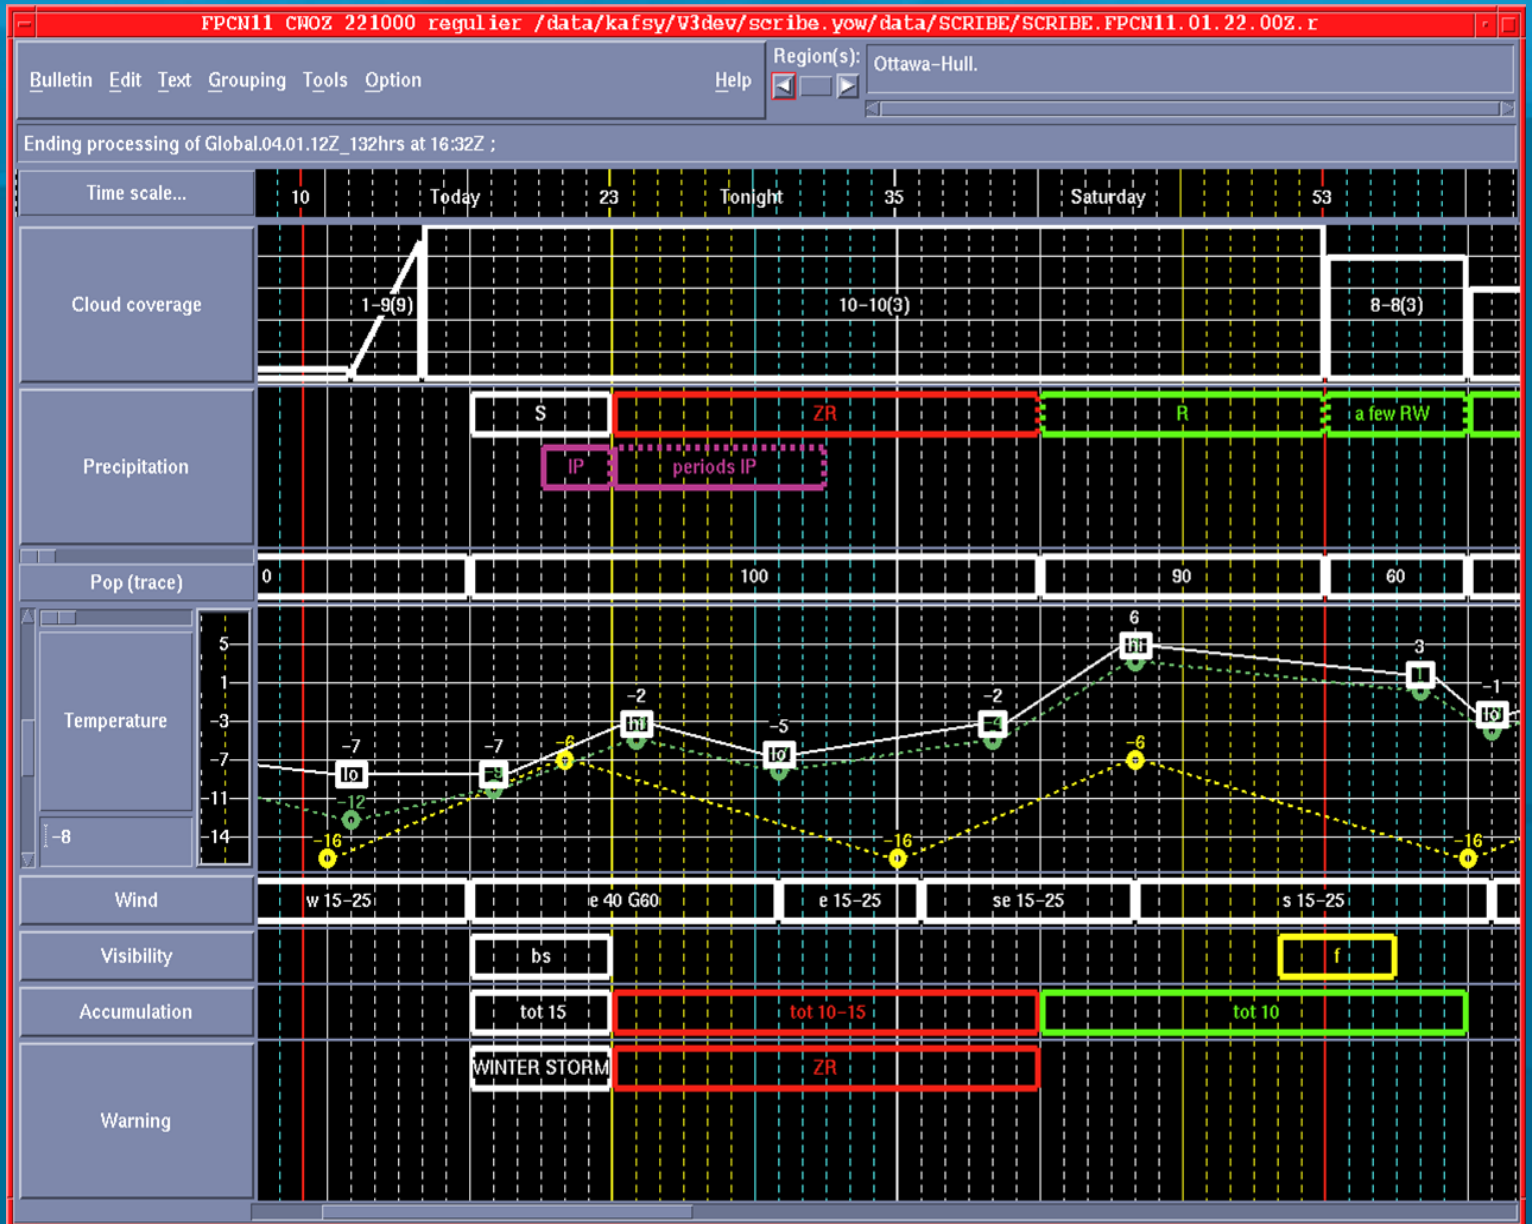 FPCN11 CWOZ 221000 regulier /data/kafsy/V3dev/scribe.yow/data/SCRIBE/SCRIBE.FPCN11.01.22.00Z.r
Bulletin Edit Text Grouping Tools Option Help
Region(s):
Ottawa-Hull.
Ending processing of Global.04.01.12Z_132hrs at 16:32Z ;
Time scale...
10 Today 23 Tonight 35 Saturday 53
Cloud coverage
1-9(9) 10-10(3) 8-8(3)
Precipitation
S ZR R a few RW
IP periods IP
Pop (trace)
0 100 90 60
Temperature
5
1
-3
-7
-11
-14
-8
6
3
-2 -2 -1
-5
-7 -7
hi
lo lo lo
-6 -6
-9 -4
-12
-16 -16 -16
Wind
w 15-25 e 40 G60 e 15-25 se 15-25 s 15-25
Visibility
bs f
Accumulation
tot 15 tot 10-15 tot 10
Warning
WINTER STORM ZR